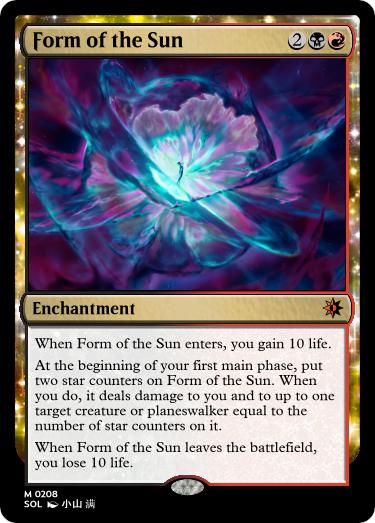 Form of the Sun 2
Enchantment
When Form of the Sun enters, you gain 10 life.
At the beginning of your first main phase, put
two star counters on Form of the Sun. When
you do, it deals damage to you and to up to one
target creature or planeswalker equal to the
number of star counters on it.
When Form of the Sun leaves the battlefield,
you lose 10 life.
M 0208
SOL 小山 满